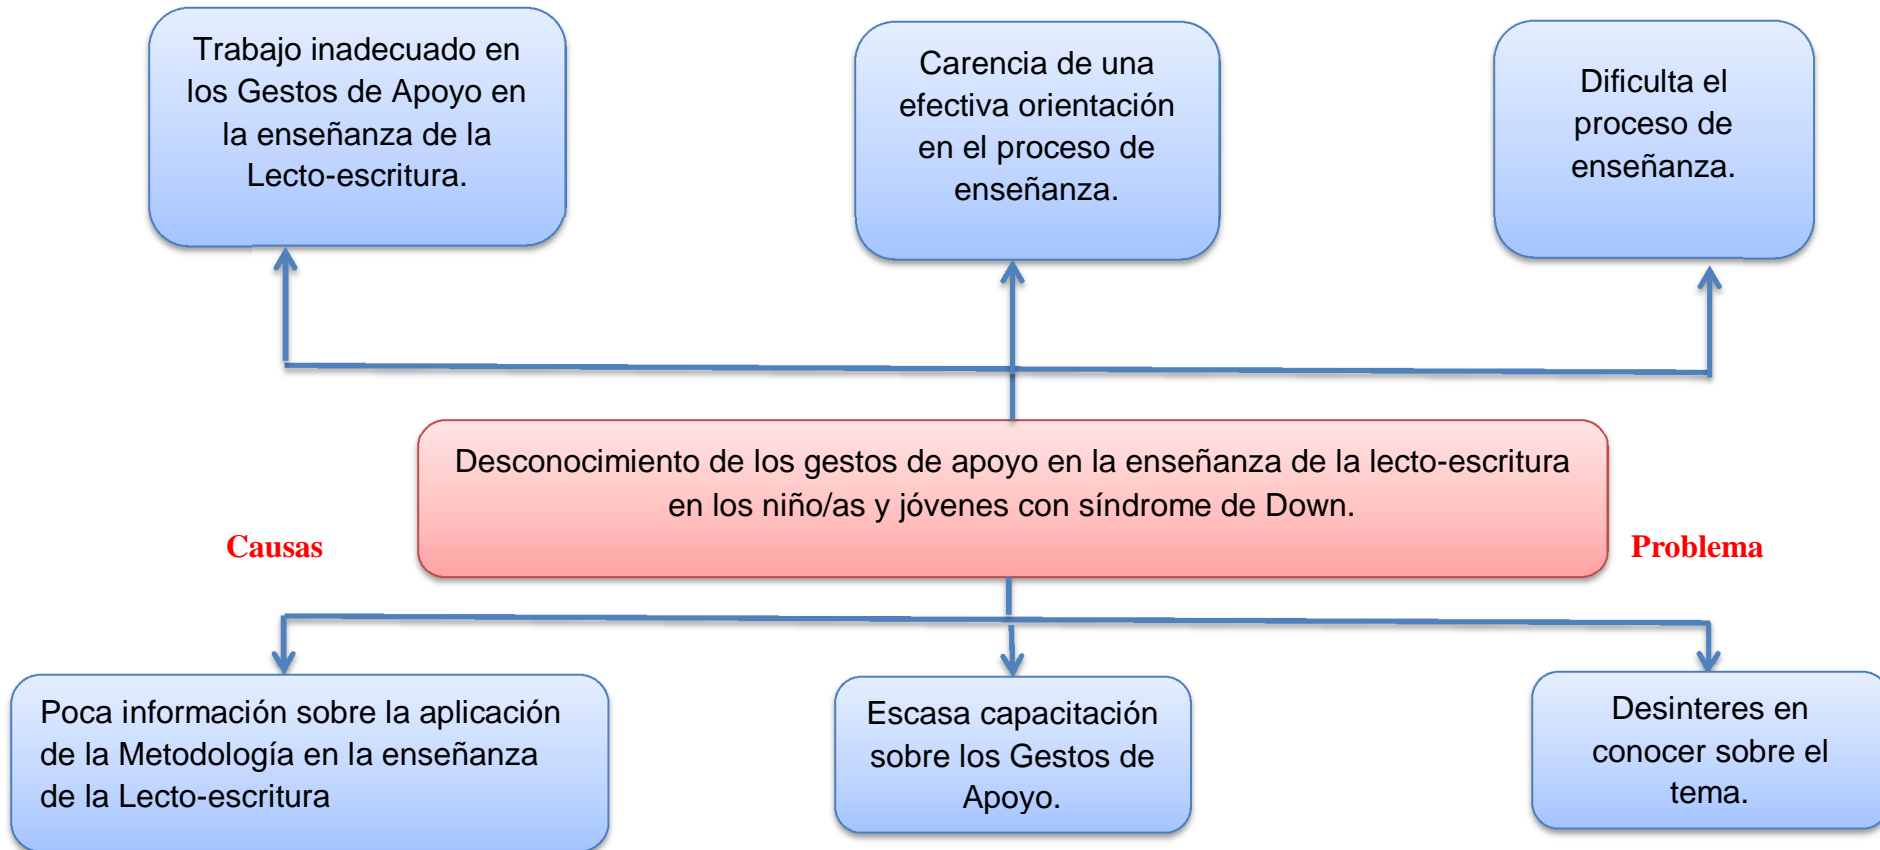 Trabajo inadecuado en
los Gestos de Apoyo en
la enseñanza de la
Lecto-escritura.
Carencia de una
efectiva orientación
en el proceso de
enseñanza.
Dificulta el
proceso de
enseñanza.
Desconocimiento de los gestos de apoyo en la enseñanza de la lecto-escritura
en los niño/as y jóvenes con síndrome de Down.
Causas
Problema
Poca información sobre la aplicación
de la Metodología en la enseñanza
de la Lecto-escritura
Escasa capacitación
sobre los Gestos de
Apoyo.
Desinteres en
conocer sobre el
tema.